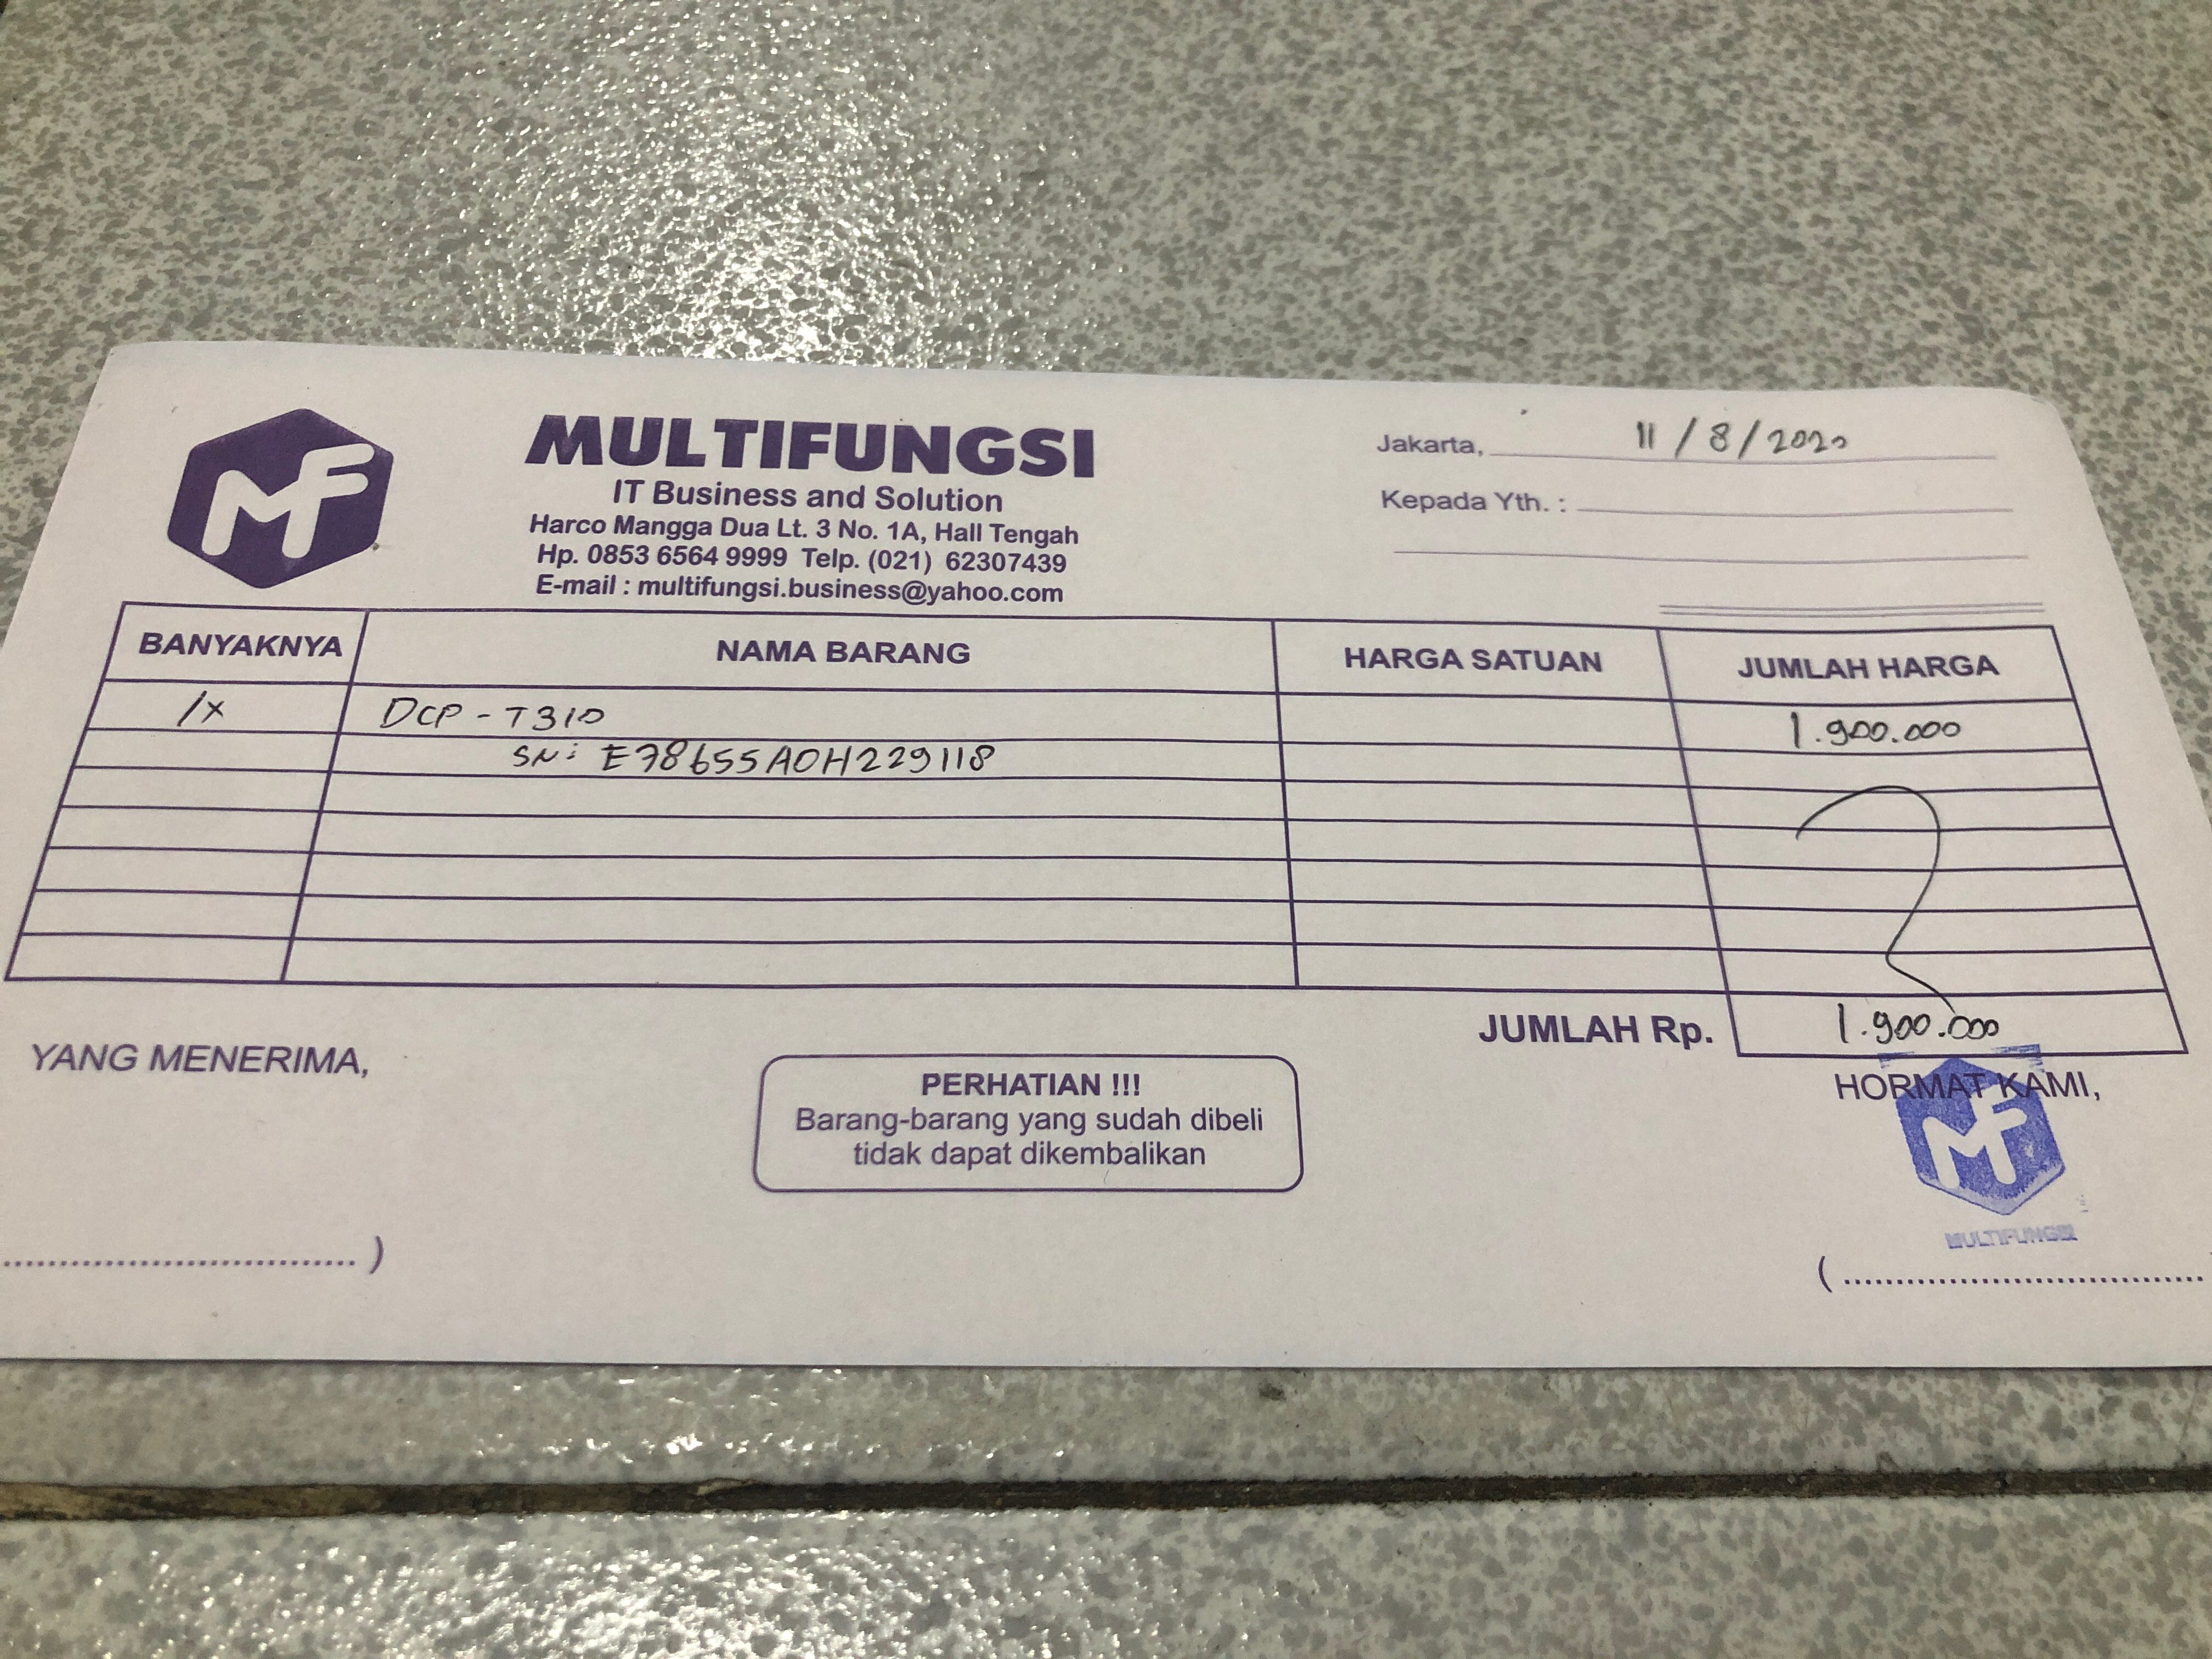 MF
MULTIFUNGSI
IT Business and Solution
Harco Mangga Dua Lt. 3 No. 1A, Hall Tengah
Hp. 0853 6564 9999 Telp. (021) 62307439
E-mail : multifungsi.business@yahoo.com
Jakarta, 11 / 8 / 2020
Kepada Yth. :
BANYAKNYA NAMA BARANG HARGA SATUAN JUMLAH HARGA
1x DCP - T310 1.900.000
SN: E78655A0H229118
JUMLAH Rp. 1.900.000
YANG MENERIMA,
PERHATIAN !!!
Barang-barang yang sudah dibeli
tidak dapat dikembalikan
HORMAT KAMI,
MF
MULTIFUNGSI
................................ )
( ..................................